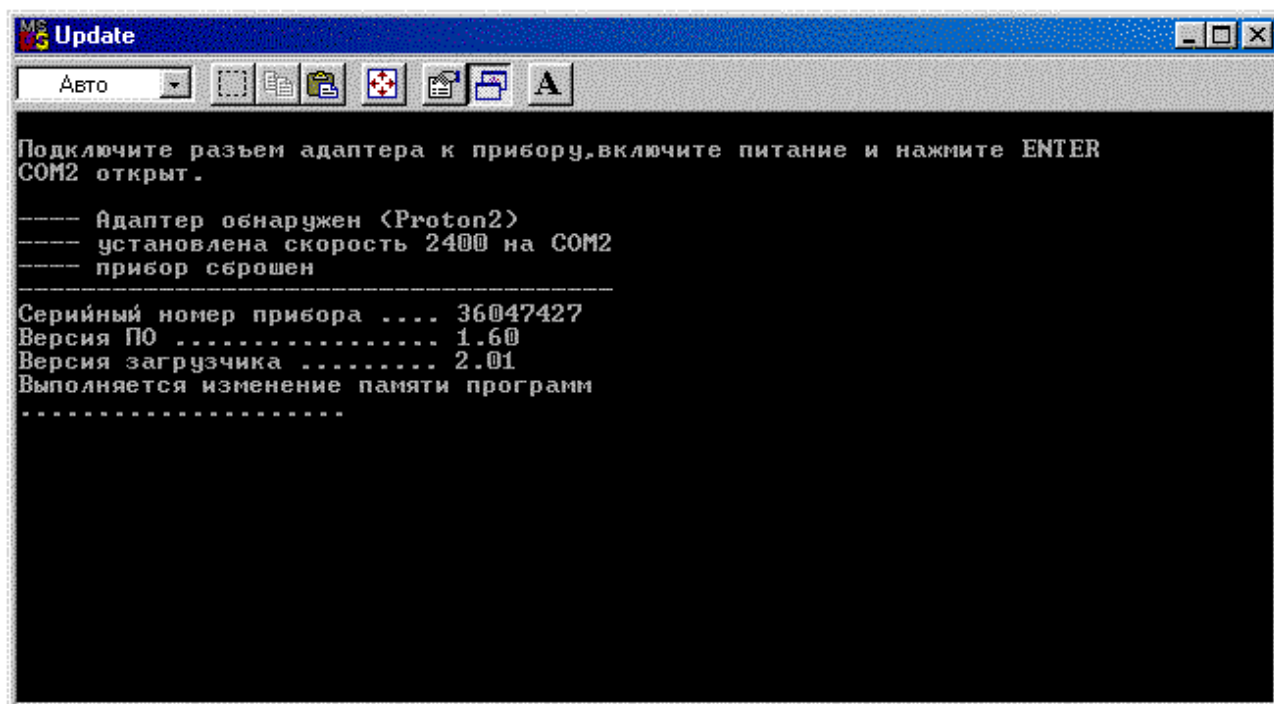 Update
Авто
A
Подключите разъем адаптера к прибору,включите питание и нажмите ENTER
COM2 открыт.
---- Адаптер обнаружен (Proton2)
---- установлена скорость 2400 на COM2
---- прибор сброшен
--------------------------------------
Серийный номер прибора .... 36047427
Версия ПО ................. 1.60
Версия загрузчика ......... 2.01
Выполняется изменение памяти программ
.....................